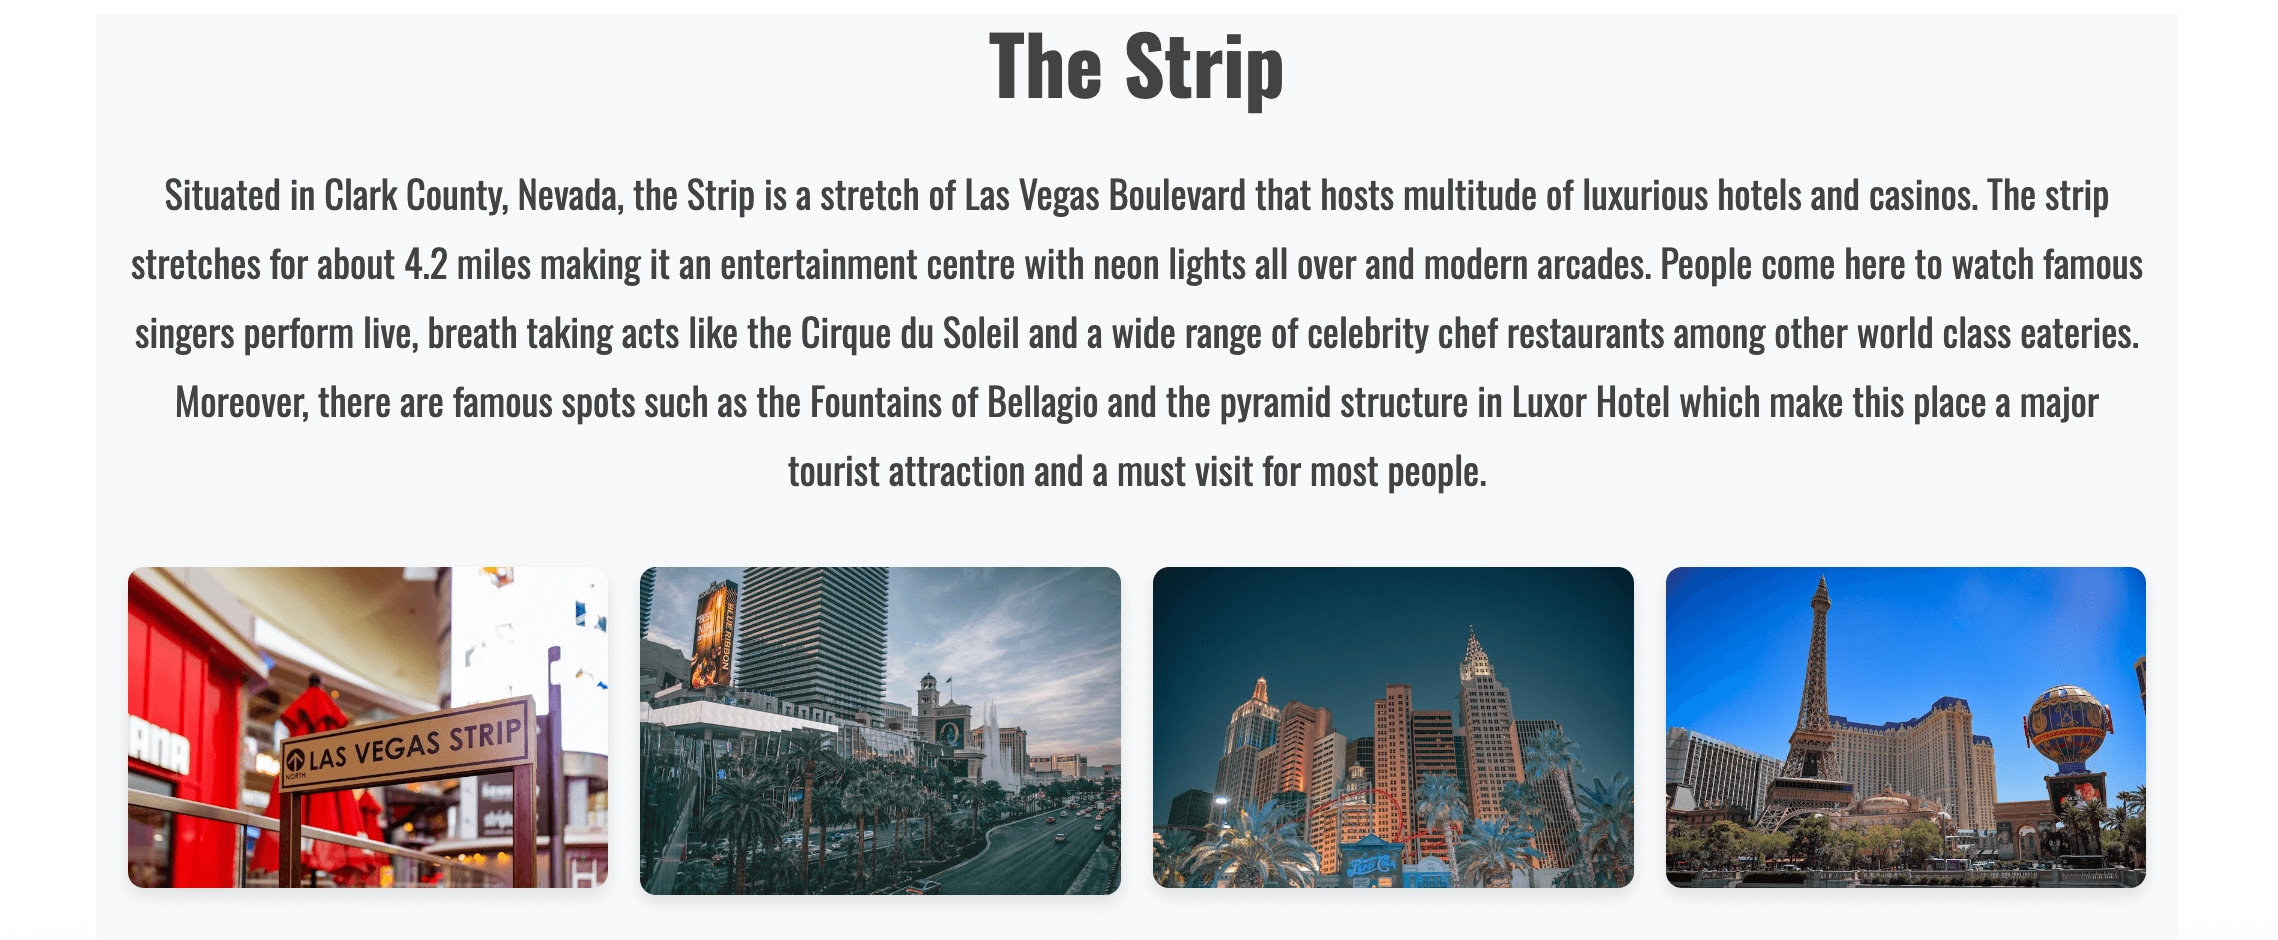 The Strip
Situated in Clark County, Nevada, the Strip is a stretch of Las Vegas Boulevard that hosts multitude of luxurious hotels and casinos. The strip
stretches for about 4.2 miles making it an entertainment centre with neon lights all over and modern arcades. People come here to watch famous
singers perform live, breath taking acts like the Cirque du Soleil and a wide range of celebrity chef restaurants among other world class eateries.
Moreover, there are famous spots such as the Fountains of Bellagio and the pyramid structure in Luxor Hotel which make this place a major
tourist attraction and a must visit for most people.
ANA
LAS VEGAS STRIP
NORTH
BLUE RIBBON
Pepsi Cola